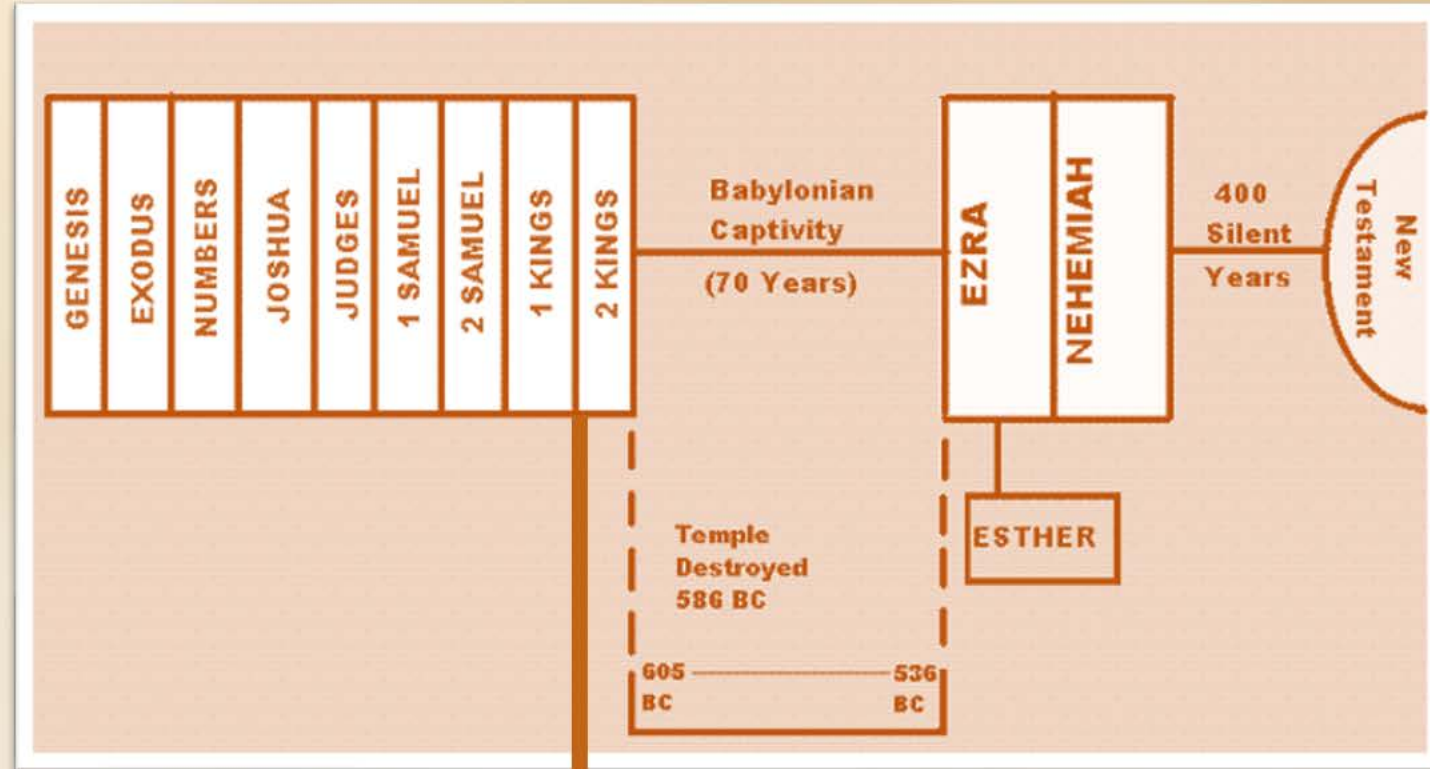 GENESIS
EXODUS
NUMBERS
JOSHUA
JUDGES
1 SAMUEL
2 SAMUEL
1 KINGS
2 KINGS
Babylonian
Captivity
(70 Years)
EZRA
NEHEMIAH
400
Silent
Years
New
Testament
Temple
Destroyed
586 BC
605
BC
536
BC
ESTHER